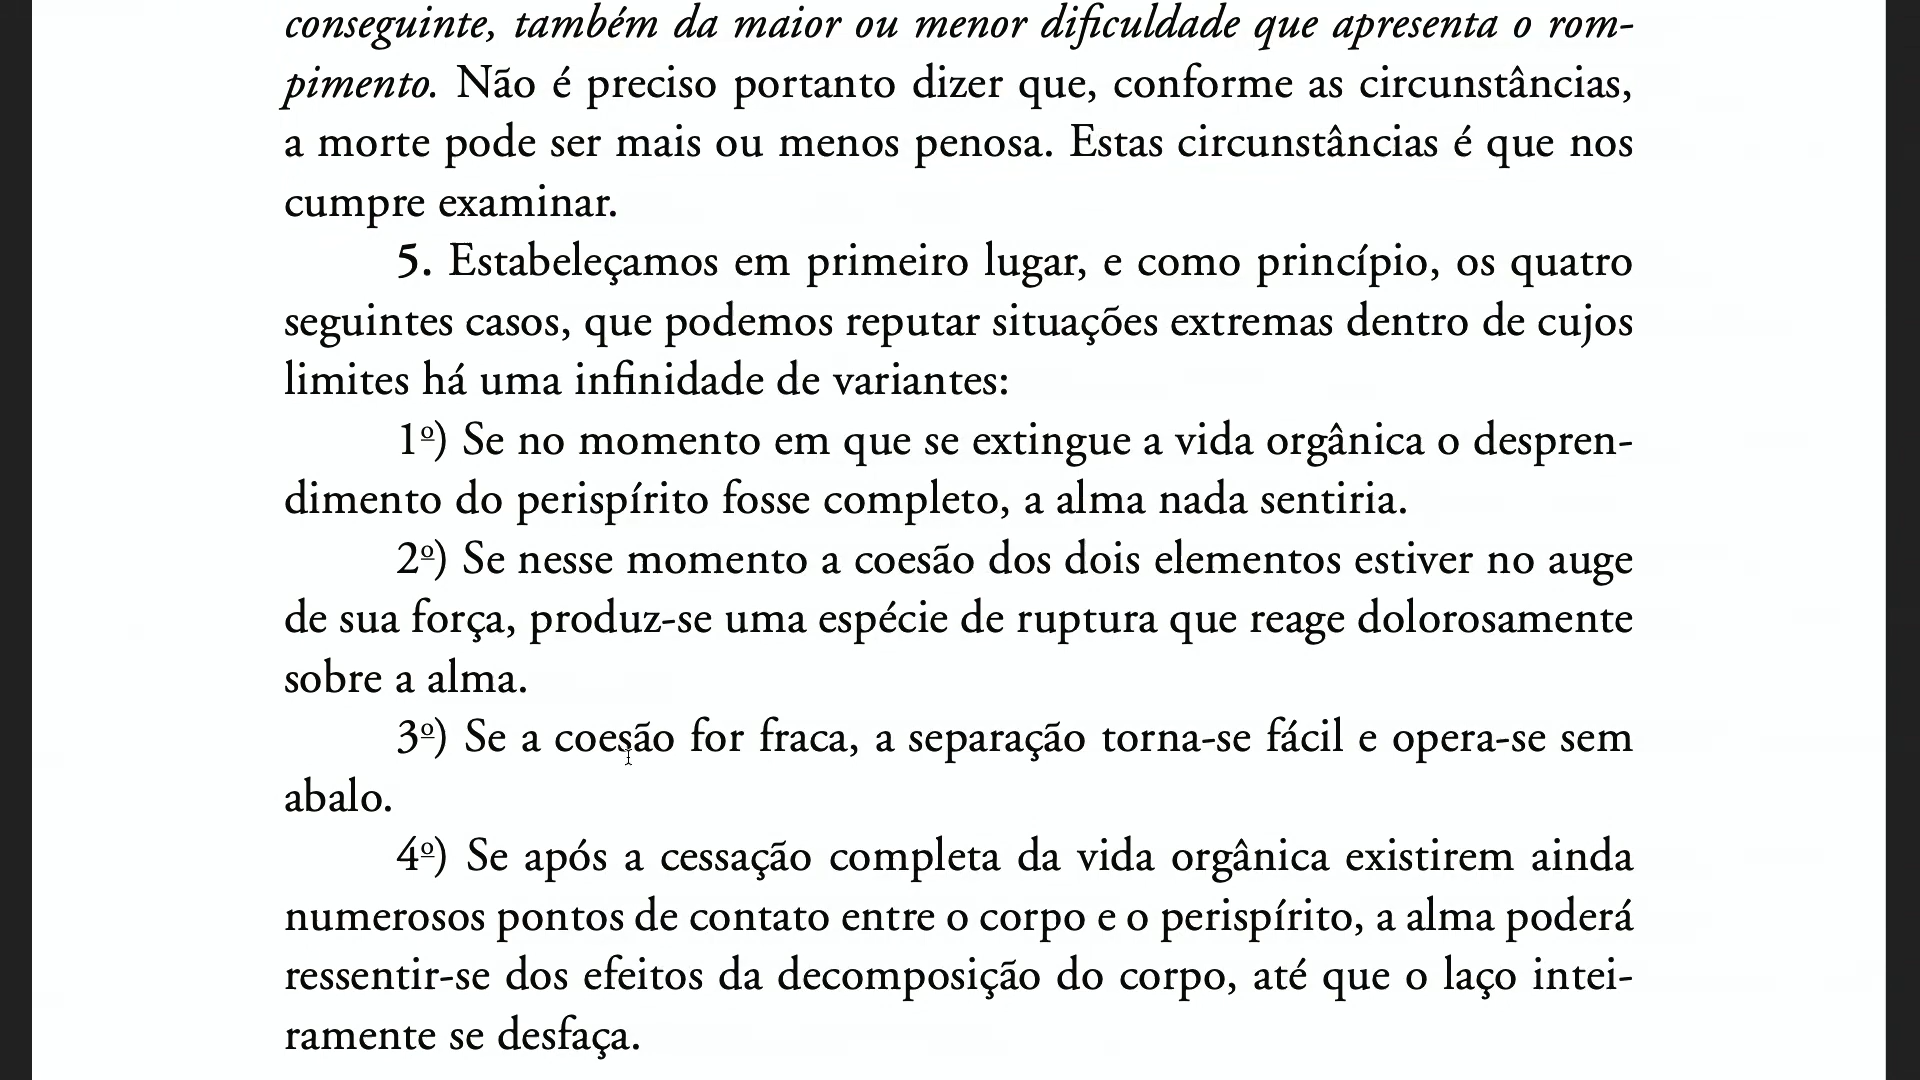 conseguinte, também da maior ou menor dificuldade que apresenta o rom-
pimento. Não é preciso portanto dizer que, conforme as circunstâncias,
a morte pode ser mais ou menos penosa. Estas circunstâncias é que nos
cumpre examinar.
5. Estabeleçamos em primeiro lugar, e como princípio, os quatro
seguintes casos, que podemos reputar situações extremas dentro de cujos
limites há uma infinidade de variantes:
1º) Se no momento em que se extingue a vida orgânica o despren-
dimento do perispírito fosse completo, a alma nada sentiria.
2º) Se nesse momento a coesão dos dois elementos estiver no auge
de sua força, produz-se uma espécie de ruptura que reage dolorosamente
sobre a alma.
3º) Se a coesão for fraca, a separação torna-se fácil e opera-se sem
abalo.
4º) Se após a cessação completa da vida orgânica existirem ainda
numerosos pontos de contato entre o corpo e o perispírito, a alma poderá
ressentir-se dos efeitos da decomposição do corpo, até que o laço intei-
ramente se desfaça.